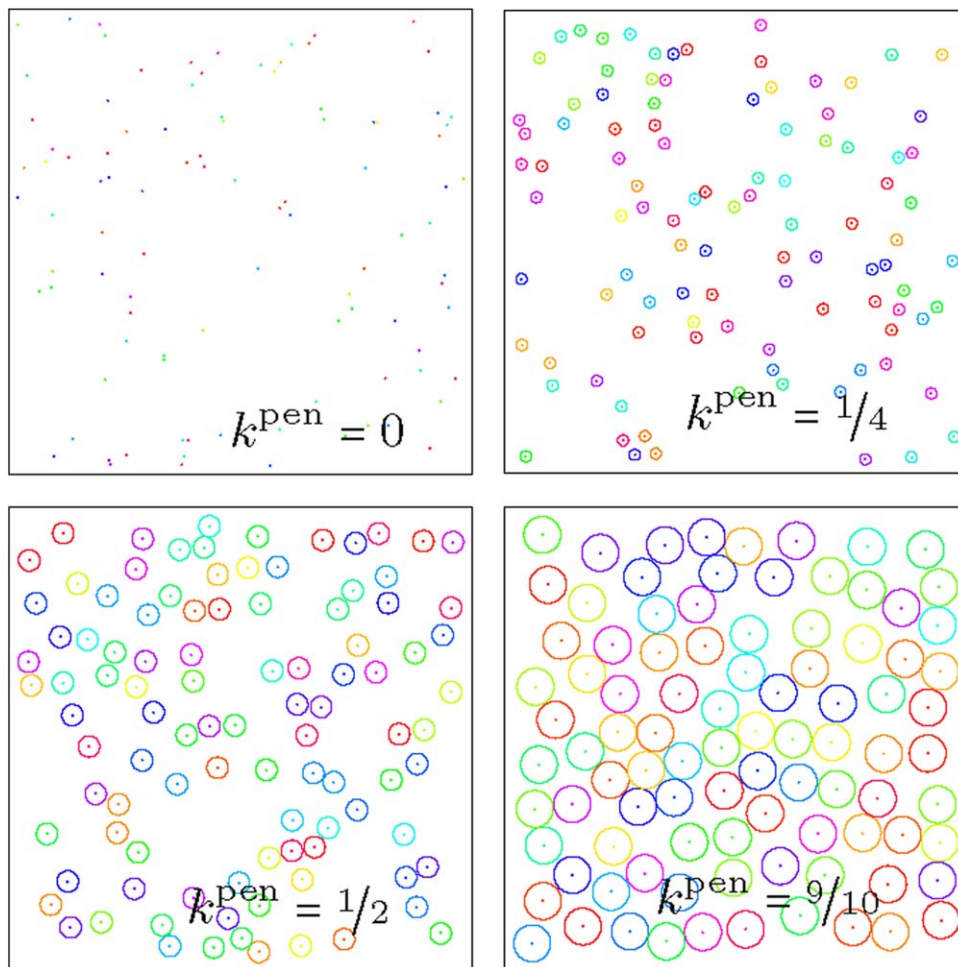 k^pen = 0
k^pen = 1/4
k^pen = 1/2
k^pen = 9/10